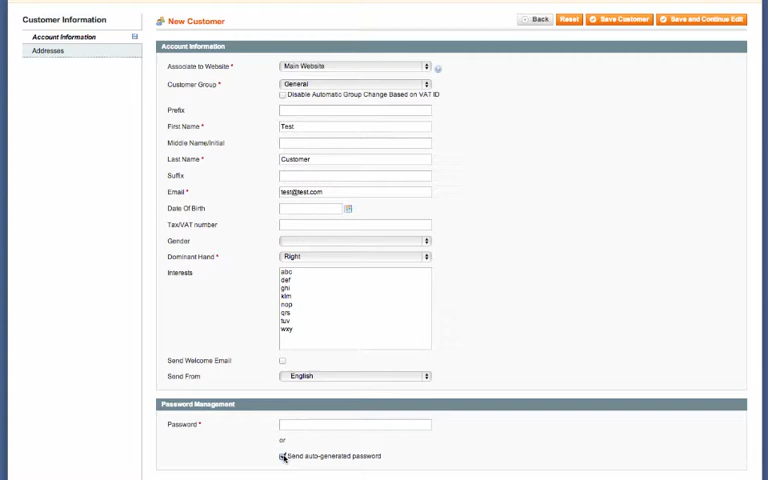 Customer Information
Account Information
Addresses
New Customer
Back Reset Save Customer Save and Continue Edit
Account Information
Associate to Website * Main Website
Customer Group * General
Disable Automatic Group Change Based on VAT ID
Prefix
First Name * Test
Middle Name/Initial
Last Name * Customer
Suffix
Email * test@test.com
Date Of Birth
Tax/VAT number
Gender
Dominant Hand * Right
Interests
abc
def
ghi
klm
nop
qrs
tuv
wxy
Send Welcome Email
Send From English
Password Management
Password *
or
Send auto-generated password